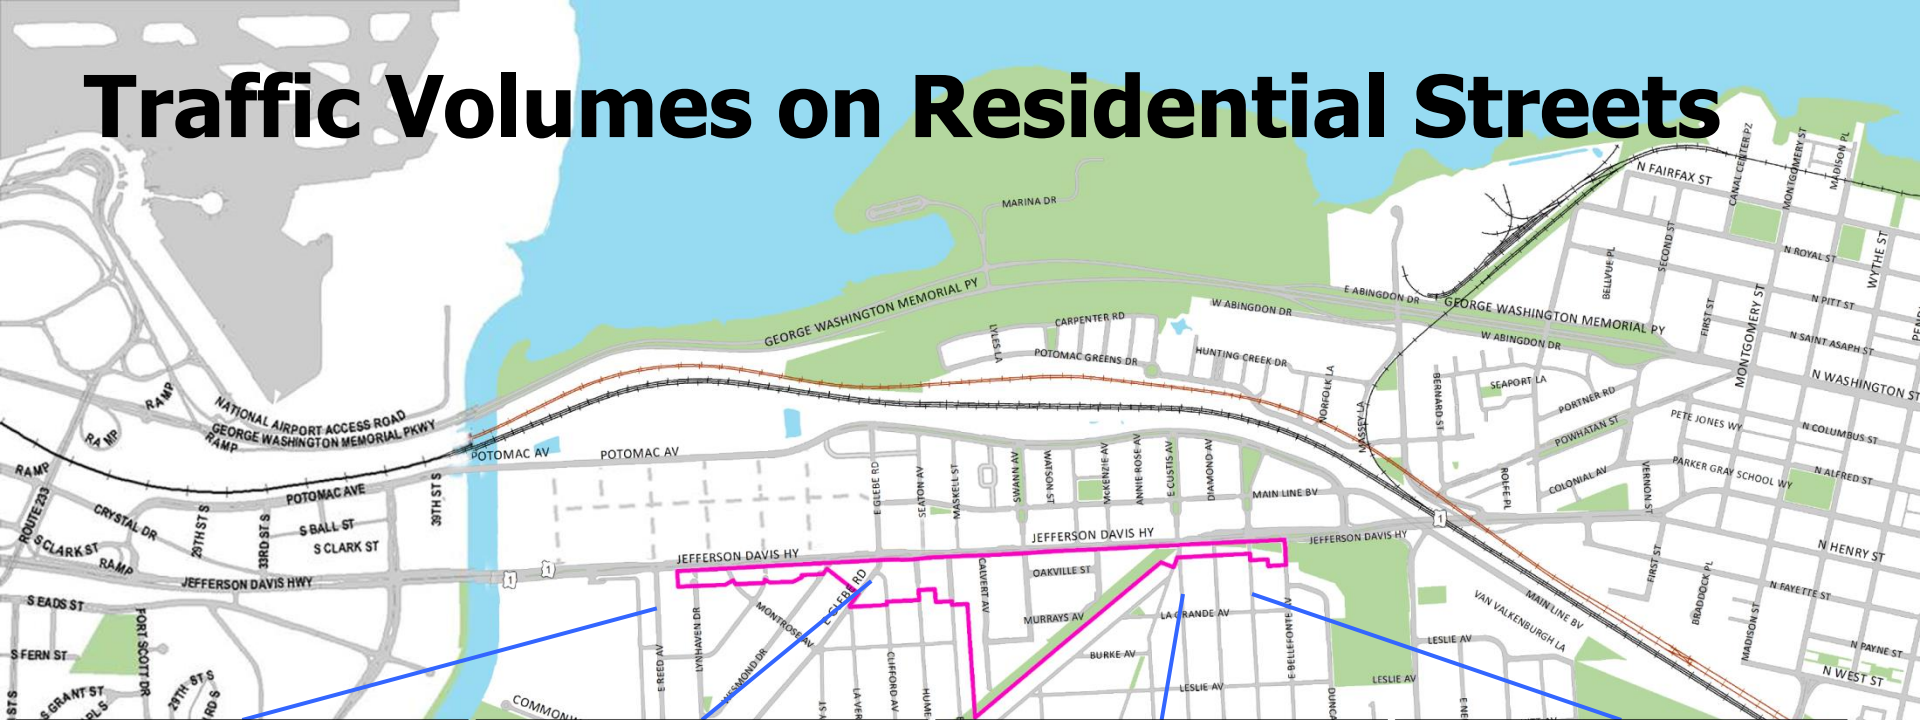 Traffic Volumes on Residential Streets
MARINA DR
GEORGE WASHINGTON MEMORIAL PY
N FAIRFAX ST
CANAL CENTER PZ
MONTGOMERY ST
MADISON PL
N ROYAL ST
WYTHE ST
BELLVUE PL
SECOND ST
E ABINGDON DR
GEORGE WASHINGTON MEMORIAL PY
W ABINGDON DR
W ABINGDON DR
N PITT ST
FIRST ST
MONTGOMERY ST
N SAINT ASAPH ST
N WASHINGTON ST
LYLES LA
CARPENTER RD
POTOMAC GREENS DR
HUNTING CREEK DR
NORFOLK LA
MASSEY LA
BERNARD ST
SEAPORT LA
PORTNER RD
POWHATAN ST
PETE JONES WY
N COLUMBUS ST
PARKER GRAY SCHOOL WY
N ALFRED ST
COLONIAL AV
VERNON ST
ROLFE PL
RAMP
RAMP
NATIONAL AIRPORT ACCESS ROAD
GEORGE WASHINGTON MEMORIAL PKWY
RAMP
RAMP
ROUTE 233
POTOMAC AV
POTOMAC AV
POTOMAC AVE
39TH ST S
CRYSTAL DR
29TH ST S
33RD ST S
S BALL ST
S CLARK ST
S CLARK ST
RAMP
JEFFERSON DAVIS HWY
1
1
JEFFERSON DAVIS HY
JEFFERSON DAVIS HY
JEFFERSON DAVIS HY
1
E GLEBE RD
SEATON AV
MASKELL ST
SWANN AV
WATSON ST
McKENZIE AV
ANNIE ROSE AV
E CUSTIS AV
DIAMOND AV
MAIN LINE BV
N HENRY ST
FIRST ST
BRADDOCK PL
N FAYETTE ST
MADISON ST
N PAYNE ST
N WEST ST
S EADS ST
FORT SCOTT DR
S FERN ST
S GRANT ST
29TH ST S
E REED AV
LYNHAVEN DR
MONTROSE AV
WESMOND DR
E GLEBE RD
CLIFFORD AV
HUME
CALVERT AV
OAKVILLE ST
MURRAYS AV
BURKE AV
LA GRANDE AV
LESLIE AV
E BELLEFONTE AV
LESLIE AV
LESLIE AV
MAIN LINE BV
VAN VALKENBURGH LA